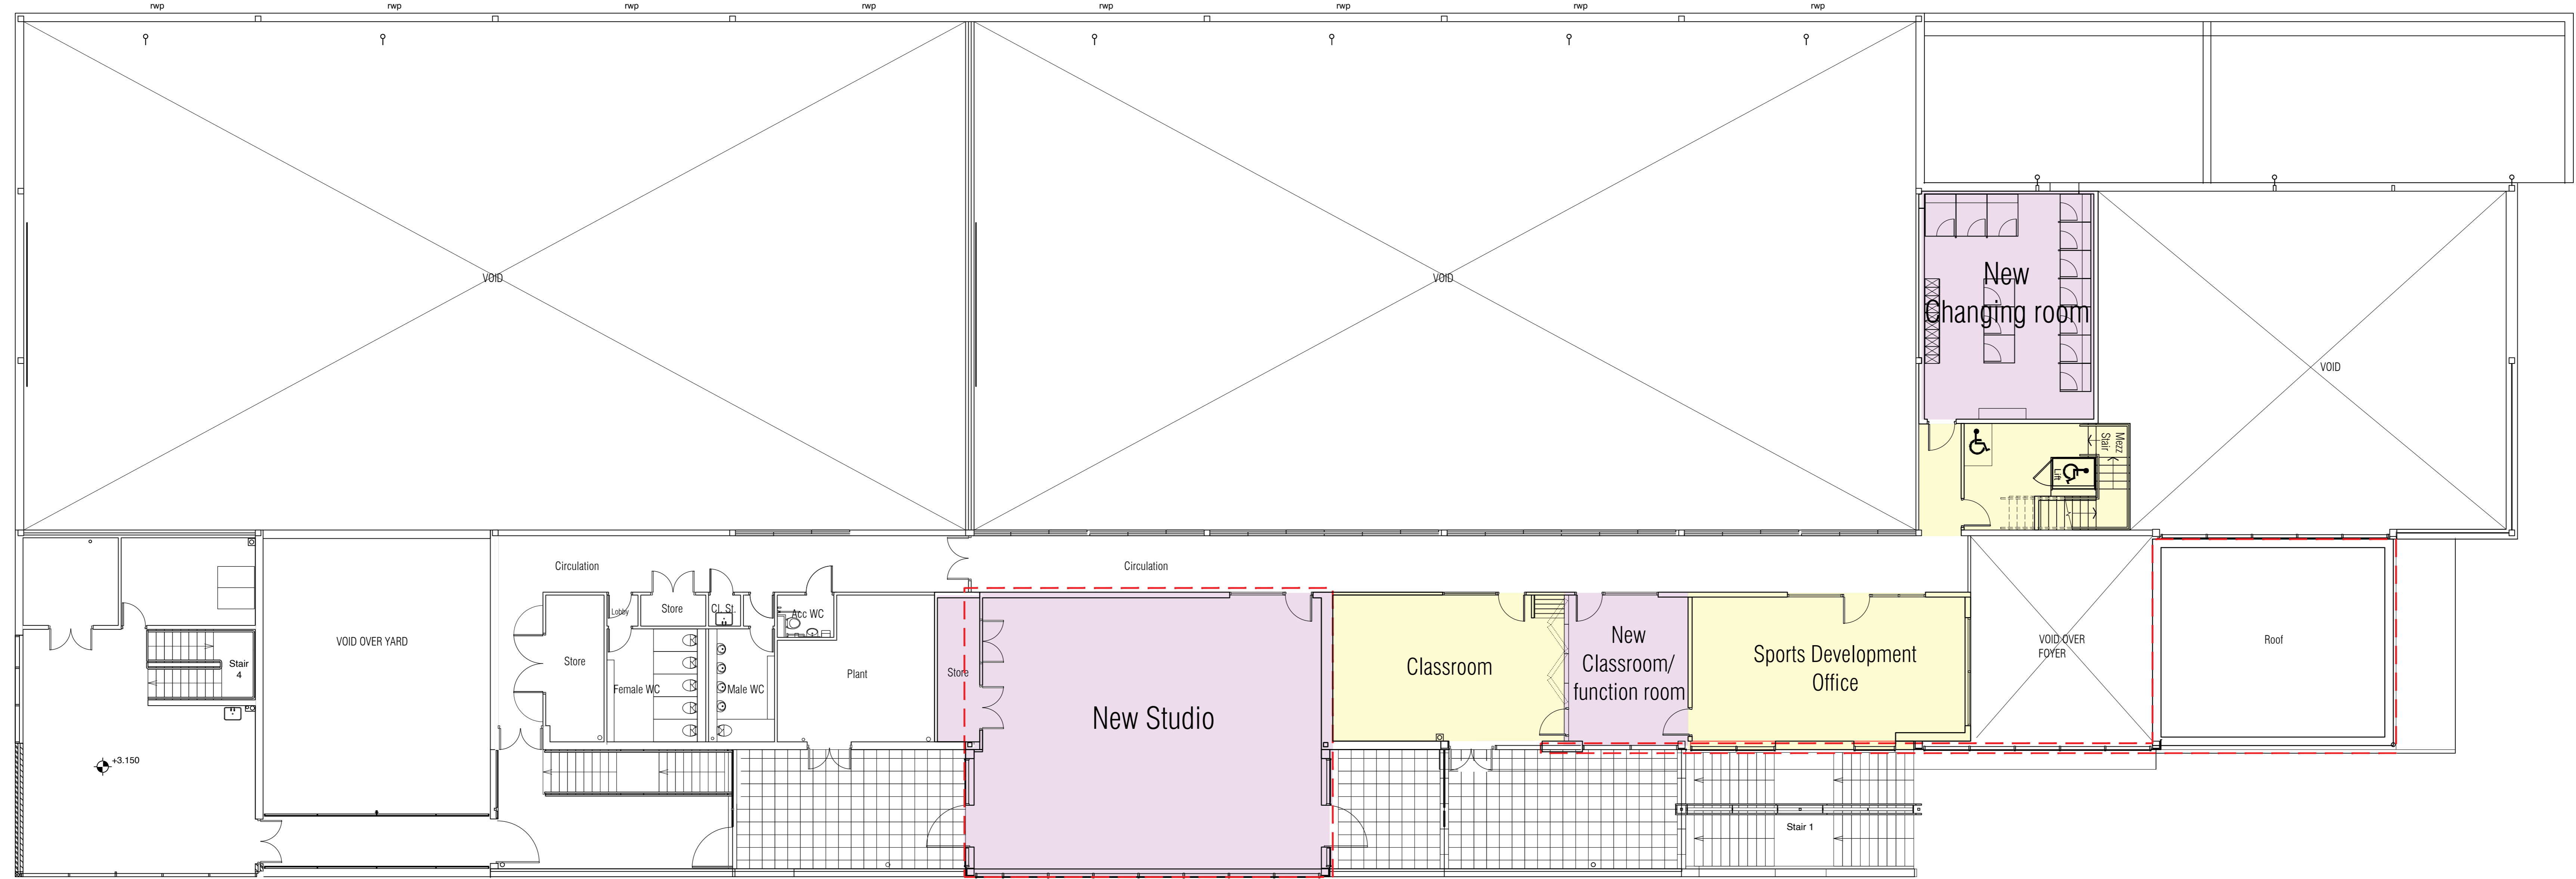 rwp
rwp
rwp
rwp
rwp
rwp
rwp
rwp
VOID
VOID
New
Changing room
VOID
Mezz
Stair
Lift
Circulation
Circulation
Lobby
Store
Cl. St.
Acc WC
VOID OVER YARD
Stair
4
Store
Female WC
Male WC
Plant
Store
New Studio
Classroom
New
Classroom/
function room
Sports Development
Office
VOID OVER
FOYER
Roof
+3.150
Stair 1